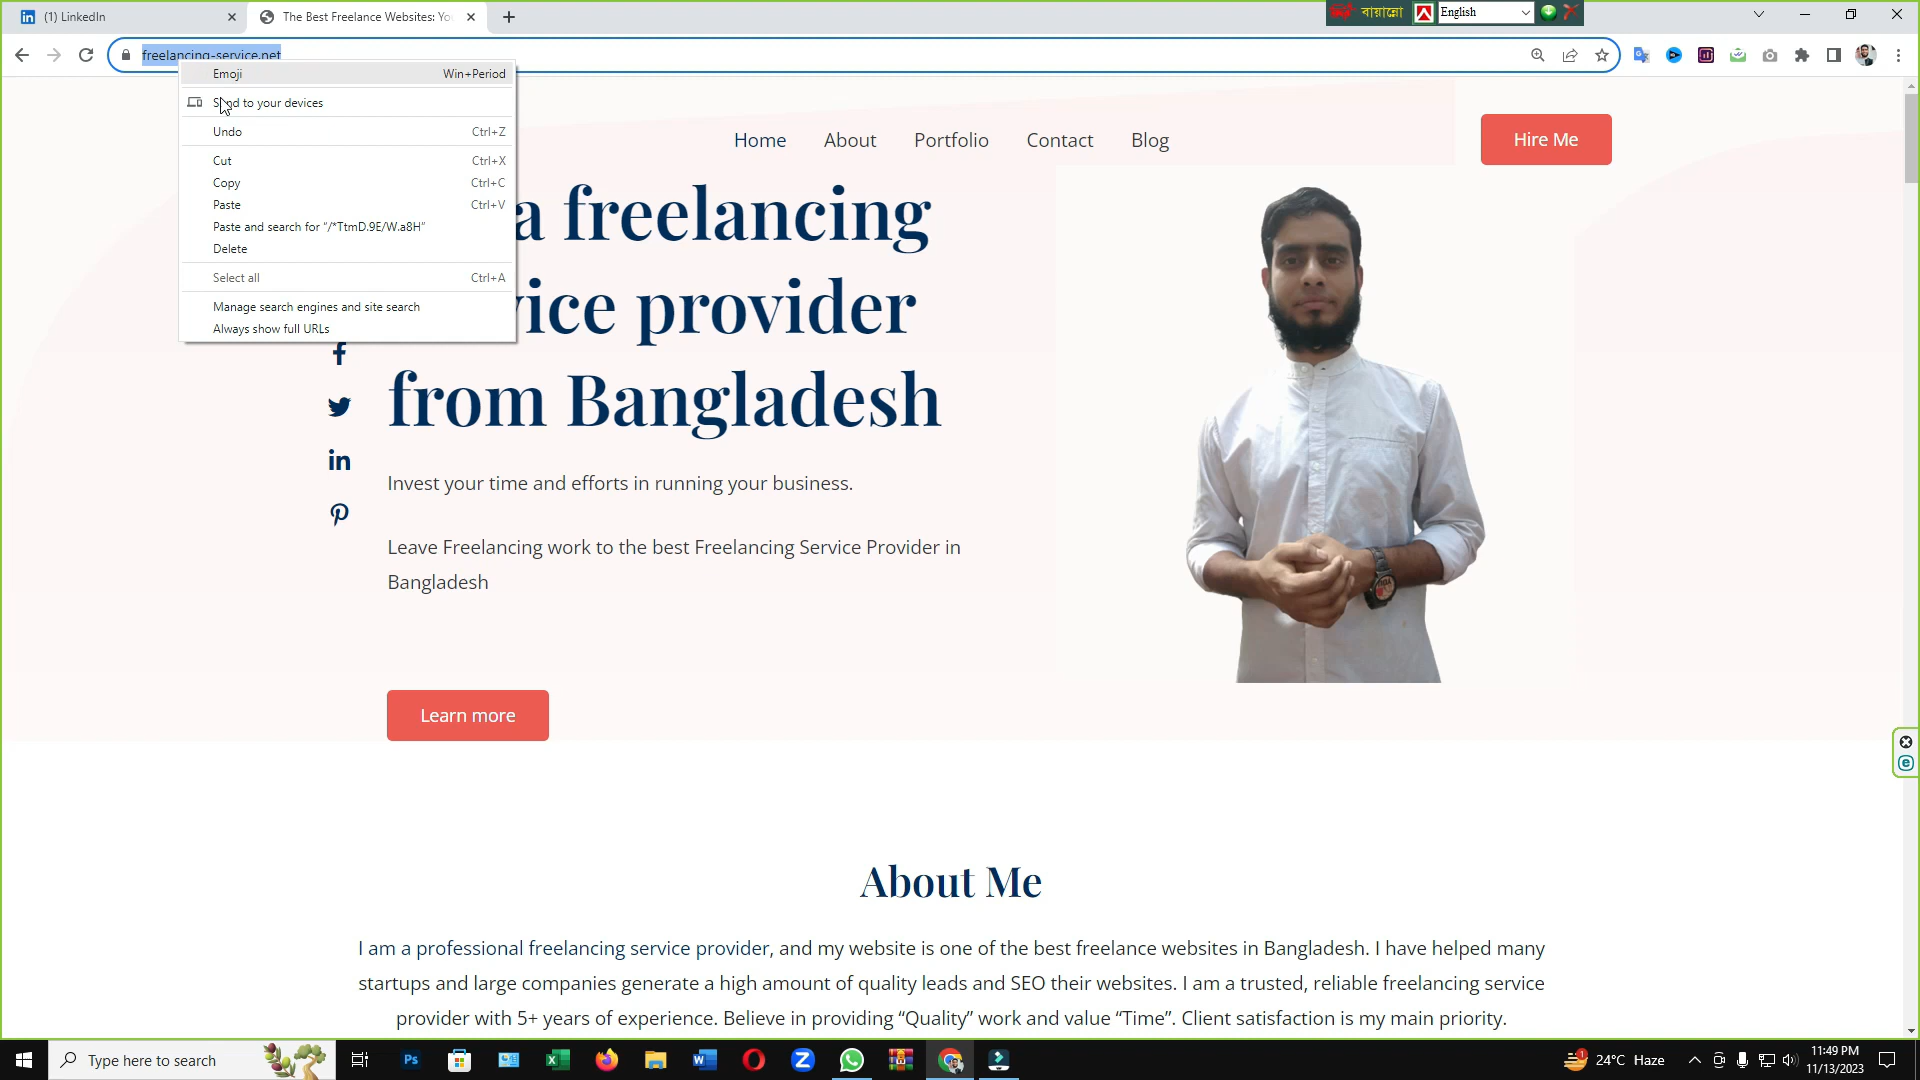 (1) LinkedIn
The Best Freelance Websites: Yo
বায়ান্নো
English
freelancing-service.net
Emoji Win+Period
Send to your devices
Undo Ctrl+Z
Cut Ctrl+X
Copy Ctrl+C
Paste Ctrl+V
Paste and search for "/*TtmD.9E/W.a8H"
Delete
Select all Ctrl+A
Manage search engines and site search
Always show full URLs
Home About Portfolio Contact Blog
Hire Me
a freelancing
ice provider
from Bangladesh
Invest your time and efforts in running your business.
Leave Freelancing work to the best Freelancing Service Provider in
Bangladesh
Learn more
About Me
I am a professional freelancing service provider, and my website is one of the best freelance websites in Bangladesh. I have helped many
startups and large companies generate a high amount of quality leads and SEO their websites. I am a trusted, reliable freelancing service
provider with 5+ years of experience. Believe in providing “Quality” work and value “Time”. Client satisfaction is my main priority.
Type here to search
24°C Haze
11:49 PM
11/13/2023